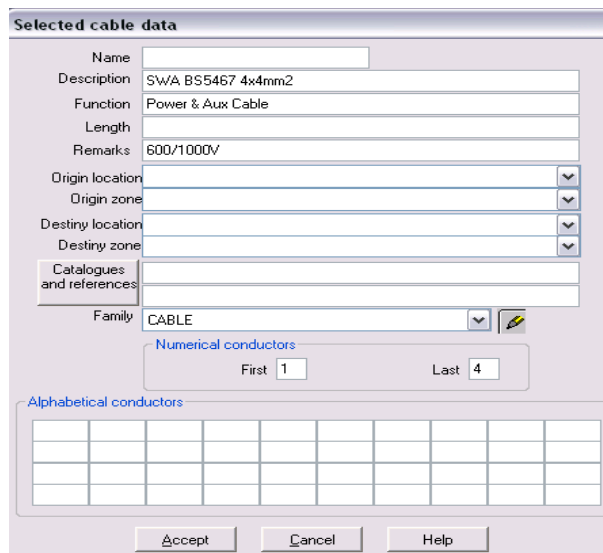 Selected cable data
Name
Description SWA BS5467 4x4mm2
Function Power & Aux Cable
Length
Remarks 600/1000V
Origin location
Origin zone
Destiny location
Destiny zone
Catalogues
and references
Family CABLE
Numerical conductors
First 1 Last 4
Alphabetical conductors
Accept Cancel Help